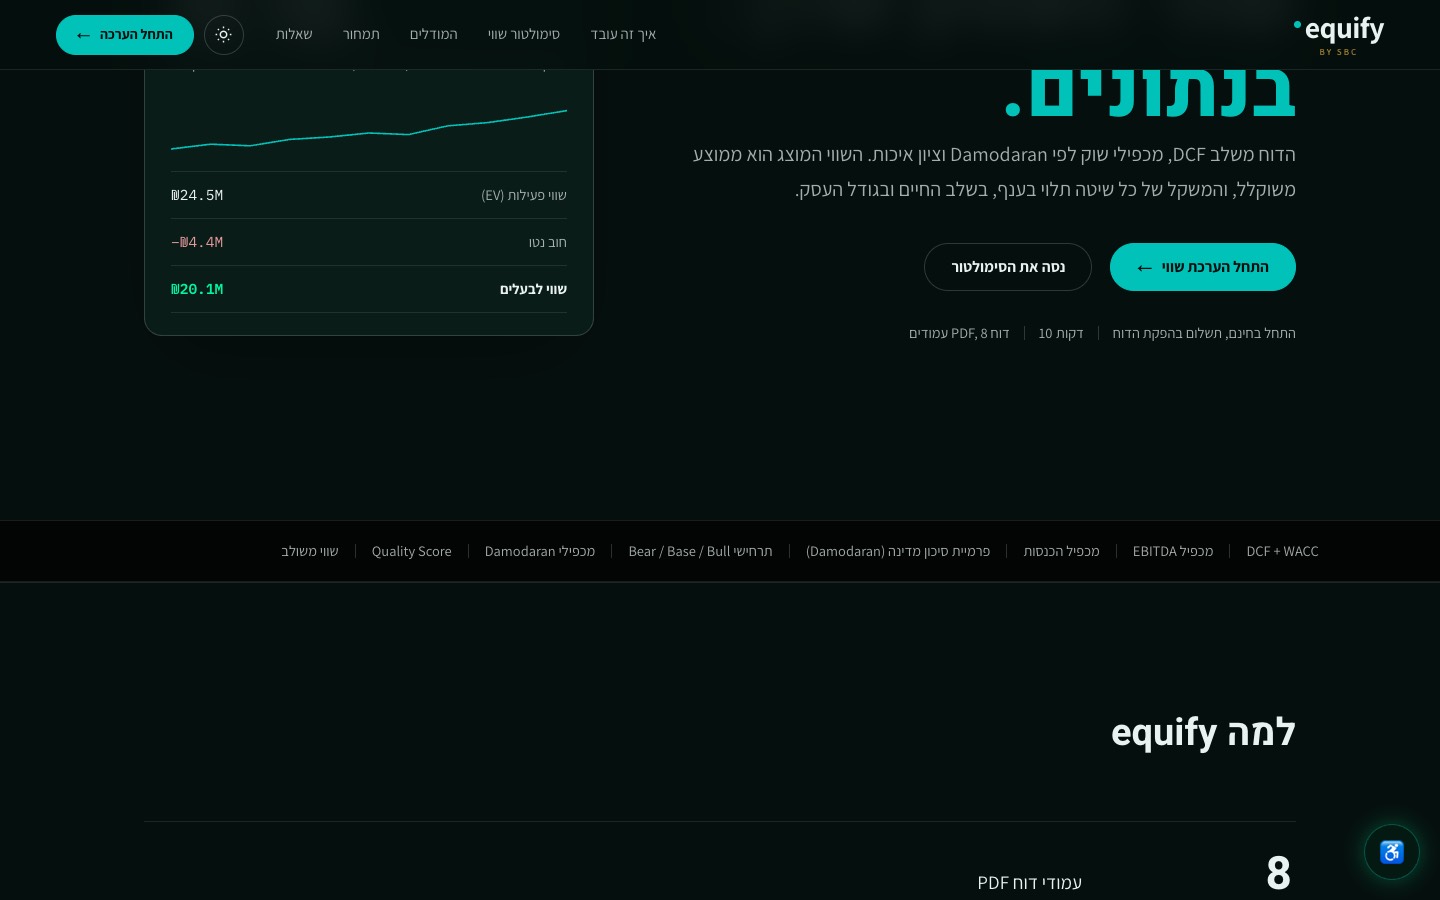 equify
BY SBC
איך זה עובד
סימולטור שווי
המודלים
תמחור
שאלות
התחל הערכה ←
בנתונים.
הדוח משלב DCF, מכפילי שוק לפי Damodaran וציון איכות. השווי המוצג הוא ממוצע
משוקלל, והמשקל של כל שיטה תלוי בענף, בשלב החיים ובגודל העסק.
התחל הערכת שווי ←
נסה את הסימולטור
התחל בחינם, תשלום בהפקת הדוח
10 דקות
דוח PDF, 8 עמודים
שווי פעילות (EV)
₪24.5M
חוב נטו
−₪4.4M
שווי לבעלים
₪20.1M
DCF + WACC
מכפיל EBITDA
מכפיל הכנסות
פרמיית סיכון מדינה (Damodaran)
תרחישי Bear / Base / Bull
מכפילי Damodaran
Quality Score
שווי משולב
למה equify
8
עמודי דוח PDF